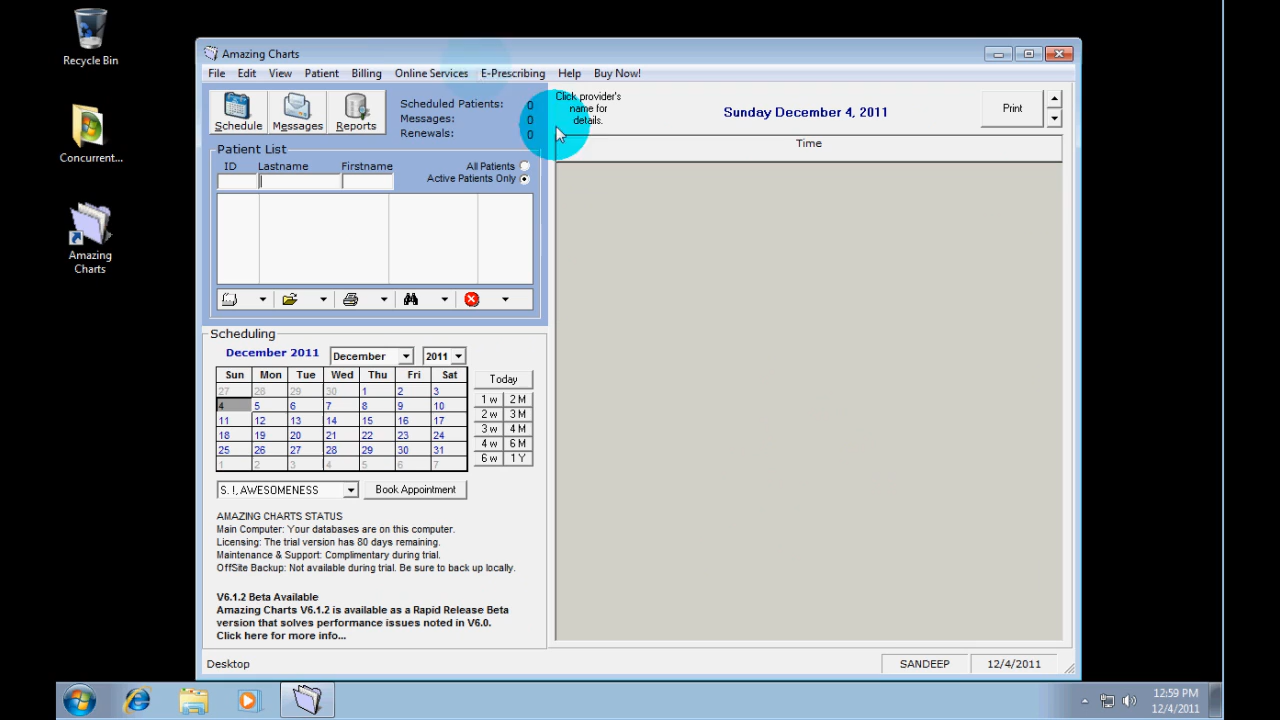 Recycle Bin
Concurrent...
Amazing
Charts
Amazing Charts
File Edit View Patient Billing Online Services E-Prescribing Help Buy Now!
Schedule Messages Reports
Scheduled Patients: 0
Messages: 0
Renewals: 0
Click provider's
name for
details.
Sunday December 4, 2011
Print
Time
Patient List
ID Lastname Firstname
All Patients
Active Patients Only
Scheduling
December 2011 December 2011
Sun Mon Tue Wed Thu Fri Sat
27 28 29 30 1 2 3
4 5 6 7 8 9 10
11 12 13 14 15 16 17
18 19 20 21 22 23 24
25 26 27 28 29 30 31
1 2 3 4 5 6 7
Today
1 w 2 M
2 w 3 M
3 w 4 M
4 w 6 M
6 w 1 Y
S. !, AWESOMENESS Book Appointment
AMAZING CHARTS STATUS
Main Computer: Your databases are on this computer.
Licensing: The trial version has 80 days remaining.
Maintenance & Support: Complimentary during trial.
OffSite Backup: Not available during trial. Be sure to back up locally.
V6.1.2 Beta Available
Amazing Charts V6.1.2 is available as a Rapid Release Beta
version that solves performance issues noted in V6.0.
Click here for more info...
Desktop SANDEEP 12/4/2011
12:59 PM
12/4/2011